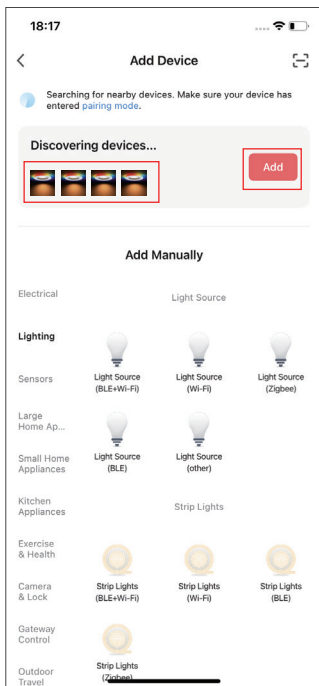 18:17
Add Device
Searching for nearby devices. Make sure your device has
entered pairing mode.
Discovering devices...
Add
Add Manually
Electrical
Light Source
Lighting
Light Source
(BLE+Wi-Fi)
Light Source
(Wi-Fi)
Light Source
(Zigbee)
Sensors
Large
Home Ap...
Light Source
(BLE)
Light Source
(other)
Small Home
Appliances
Kitchen
Appliances
Strip Lights
Exercise
& Health
Camera
& Lock
Strip Lights
(BLE+Wi-Fi)
Strip Lights
(Wi-Fi)
Strip Lights
(BLE)
Gateway
Control
Outdoor
Travel
Strip Lights
(Zigbee)